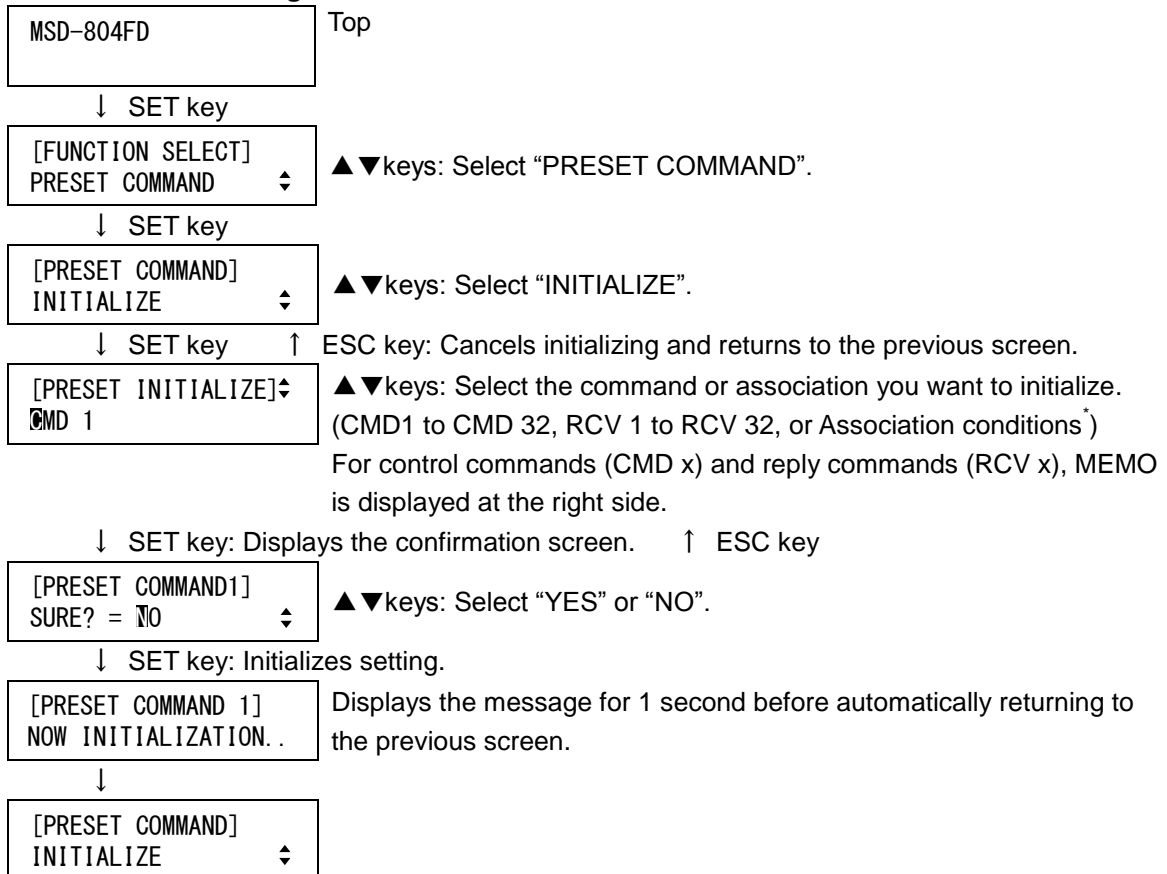 MSD-804FD
Top
↓ SET key
[FUNCTION SELECT]
PRESET COMMAND
▲▼keys: Select “PRESET COMMAND”.
↓ SET key
[PRESET COMMAND]
INITIALIZE
▲▼keys: Select “INITIALIZE”.
↓ SET key ↑ ESC key: Cancels initializing and returns to the previous screen.
[PRESET INITIALIZE]
CMD 1
▲▼keys: Select the command or association you want to initialize.
(CMD1 to CMD 32, RCV 1 to RCV 32, or Association conditions*)
For control commands (CMD x) and reply commands (RCV x), MEMO
is displayed at the right side.
↓ SET key: Displays the confirmation screen. ↑ ESC key
[PRESET COMMAND1]
SURE? = NO
▲▼keys: Select “YES” or “NO”.
↓ SET key: Initializes setting.
[PRESET COMMAND 1]
NOW INITIALIZATION..
Displays the message for 1 second before automatically returning to
the previous screen.
↓
[PRESET COMMAND]
INITIALIZE